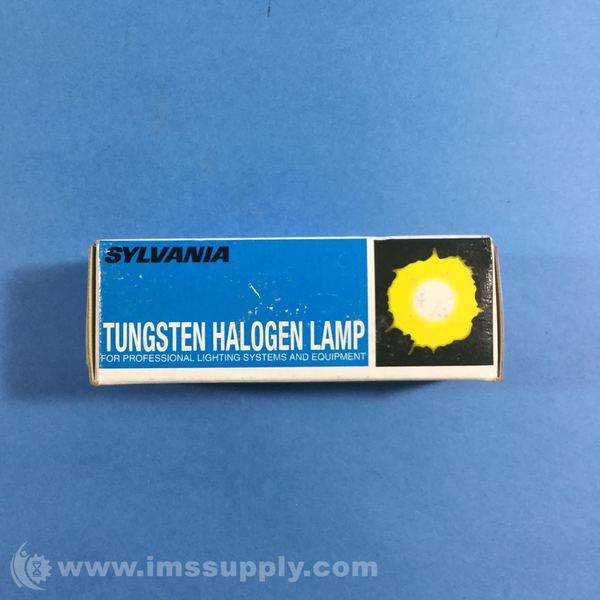 SYLVANIA
TUNGSTEN HALOGEN LAMP
FOR PROFESSIONAL LIGHTING SYSTEMS AND EQUIPMENT
www.imssupply.com